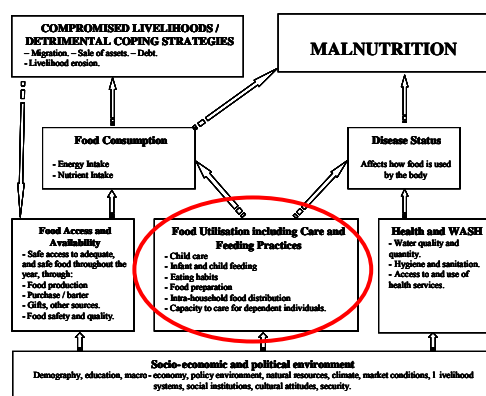 COMPROMISED LIVELIHOODS /
DETRIMENTAL COPING STRATEGIES
– Migration. – Sale of assets. – Debt.
- Livelihood erosion.
MALNUTRITION
Food Consumption
- Energy Intake
- Nutrient Intake
Disease Status
Affects how food is used
by the body
Food Access and
Availability
- Safe access to adequate,
and safe food throughout the
year, through:
- Food production
- Purchase / barter
- Gifts, other sources.
- Food safety and quality.
Food Utilisation including Care and
Feeding Practices
- Child care
- Infant and child feeding
- Eating habits
- Food preparation
- Intra-household food distribution
- Capacity to care for dependent individuals.
Health and WASH
- Water quality and
quantity.
- Hygiene and sanitation.
- Access to and use of
health services.
Socio-economic and political environment
Demography, education, macro - economy, policy environment, natural resources, climate, market conditions, l ivelihood
systems, social institutions, cultural attitudes, security.